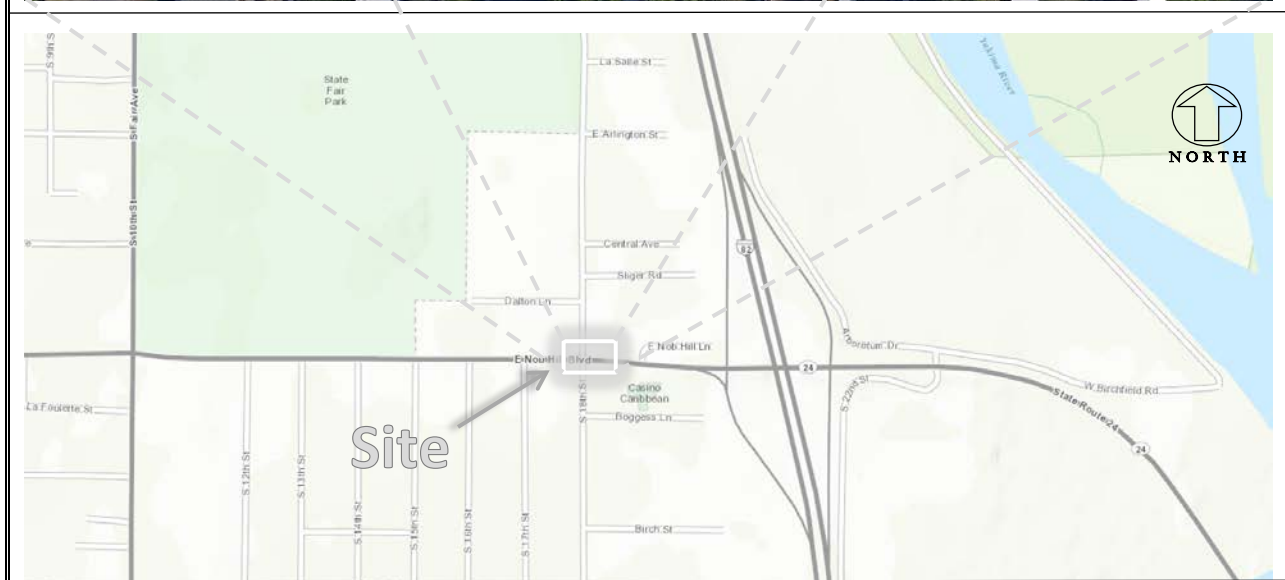 S 9th S
S Fair Ave
State
Fair
Park
La Salle St
Yakima River
NORTH
E Arlington St
S 10th St
Central Ave
82
Sliger Rd
Dalton Ln
E Nob Hill Blvd
E Nob Hill Ln
Arboretum Dr
24
W Birchfield Rd
Casino
Caribbean
S 22nd St
State Route 24
La Follette St
S 18th St
Boggess Ln
24
Site
S 12th St
S 13th St
S 14th St
S 15th St
S 16th St
S 17th St
Birch St